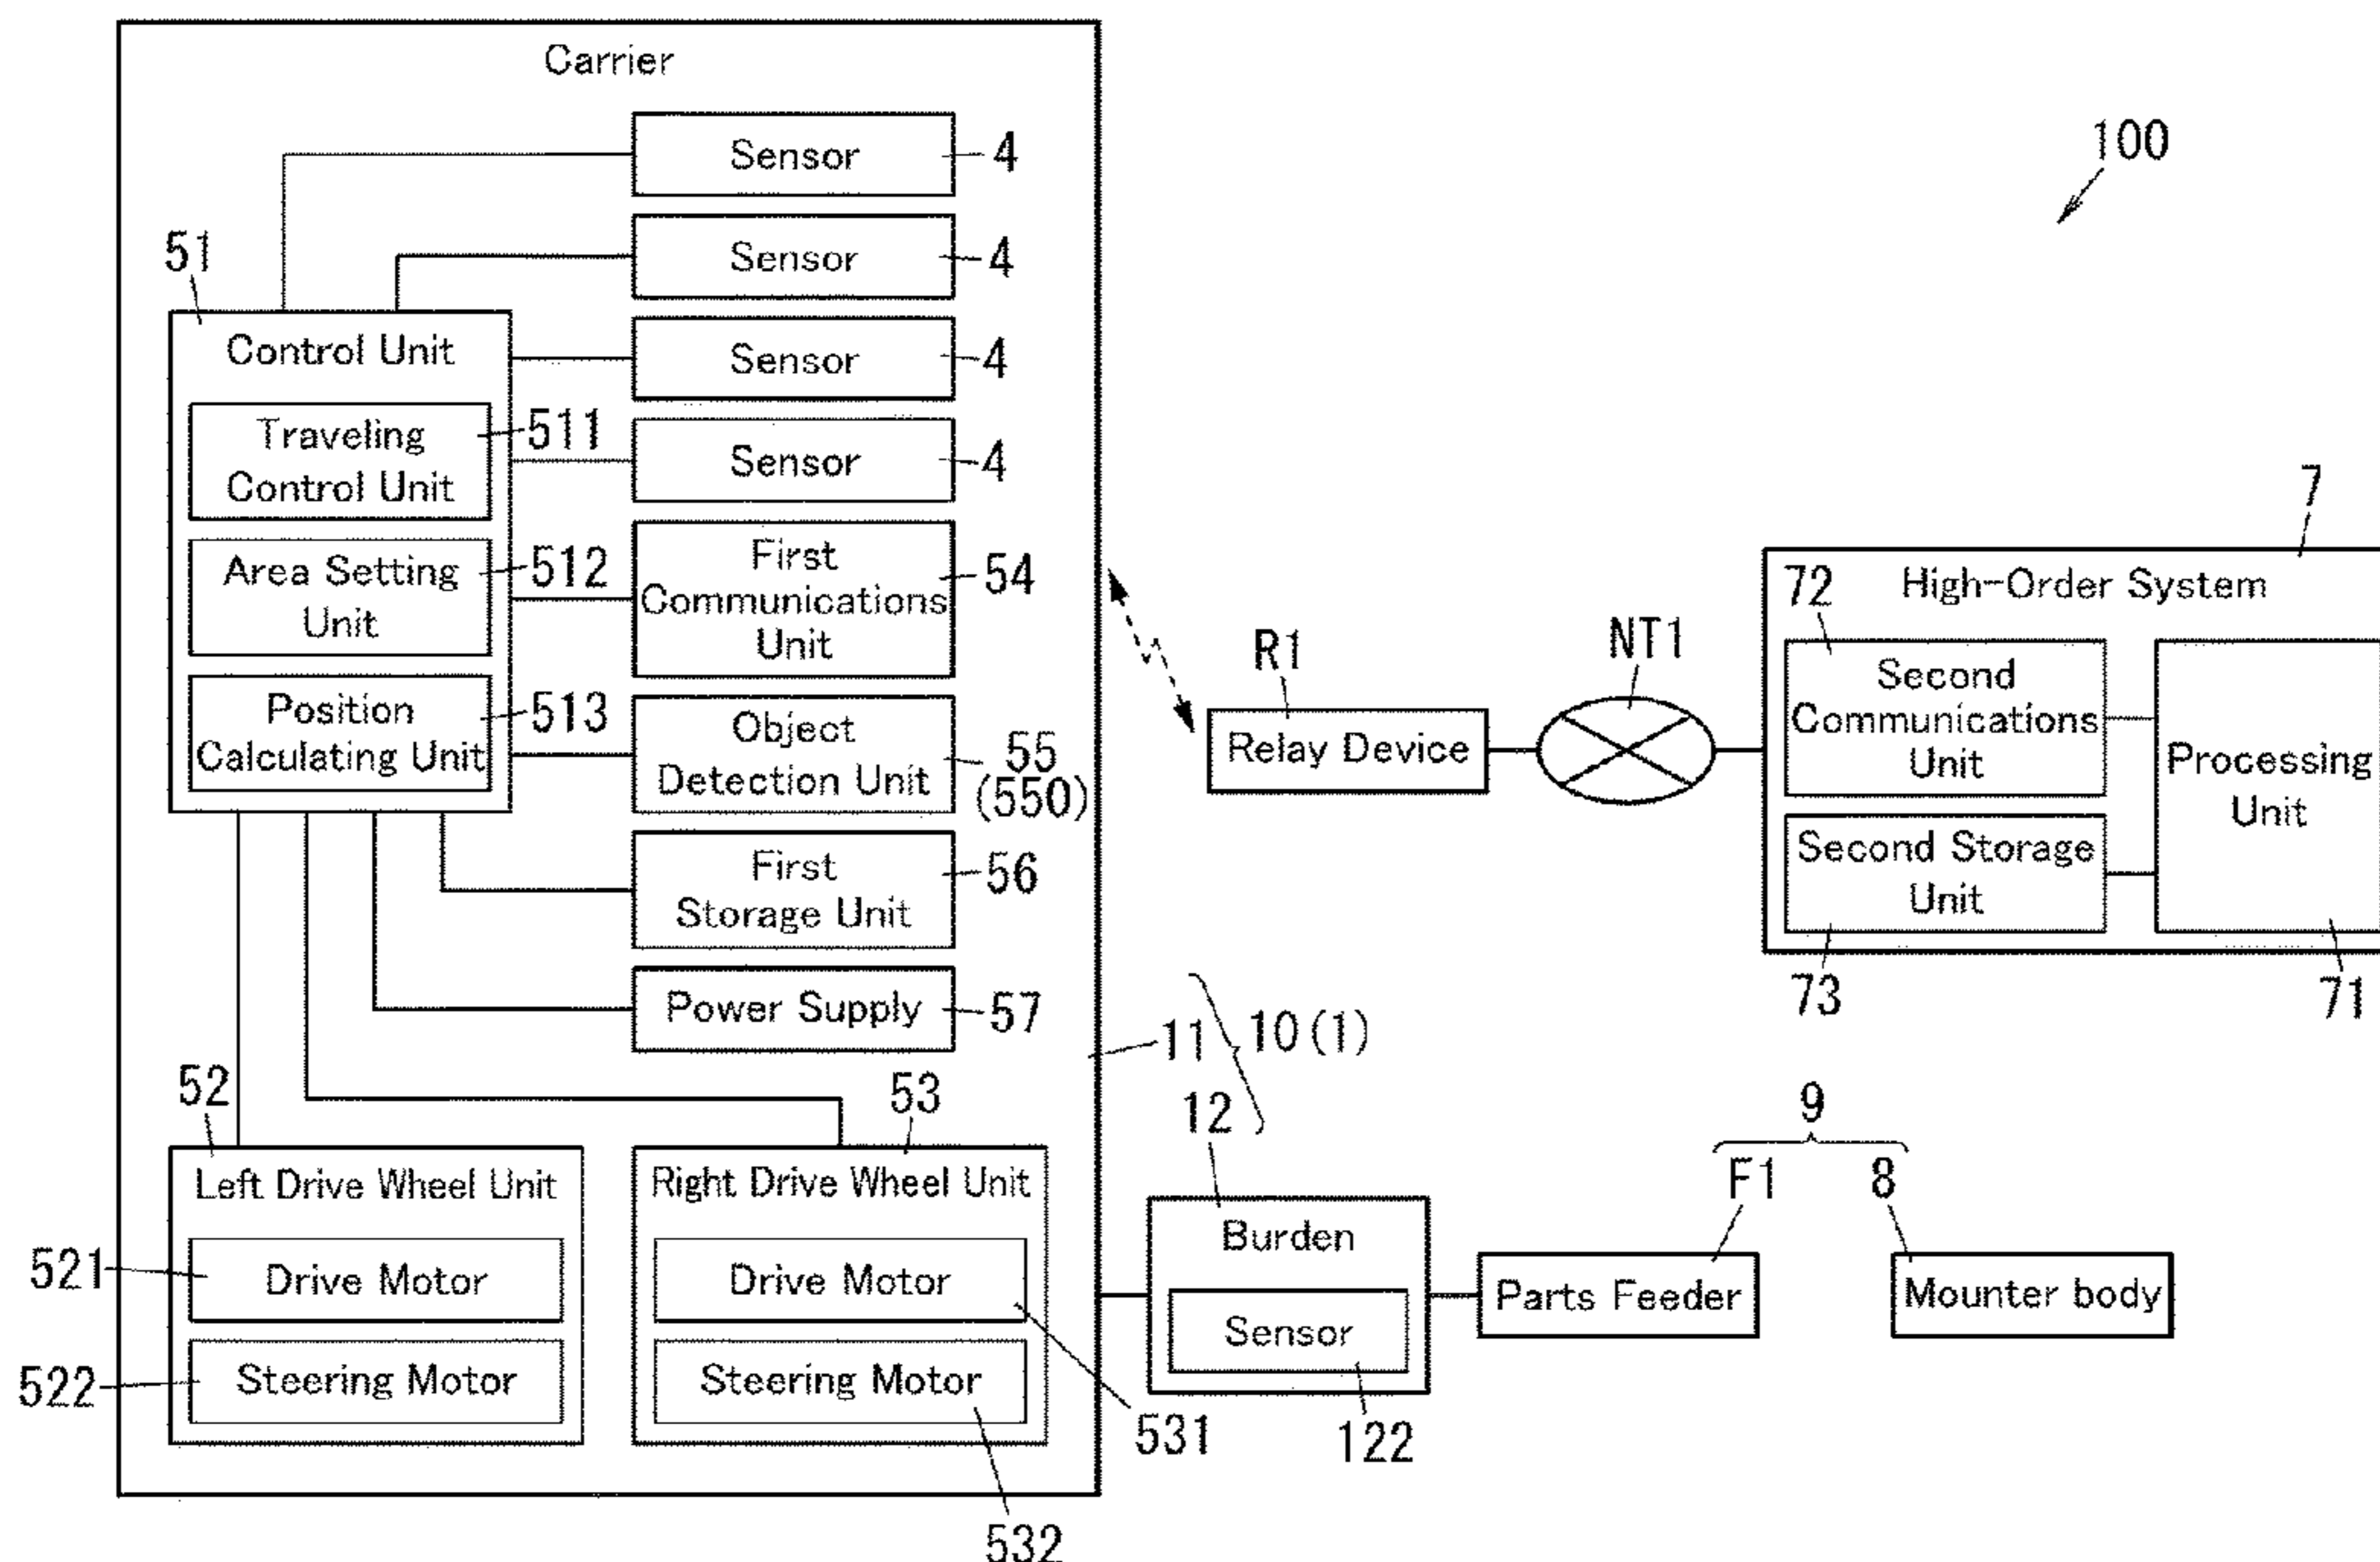 Carrier
Sensor
4
Sensor
4
Sensor
4
Sensor
4
51
Control Unit
Traveling
Control Unit
511
Area Setting
Unit
512
Position
Calculating Unit
513
First
Communications
Unit
54
Object
Detection Unit
55
(550)
First
Storage Unit
56
Power Supply
57
52
Left Drive Wheel Unit
521
Drive Motor
522
Steering Motor
53
Right Drive Wheel Unit
Drive Motor
531
Steering Motor
532
100
R1
Relay Device
NT1
7
High-Order System
72
Second
Communications
Unit
Second Storage
Unit
73
Processing
Unit
71
11
10(1)
12
Burden
Sensor
122
9
F1
8
Parts Feeder
Mounter body